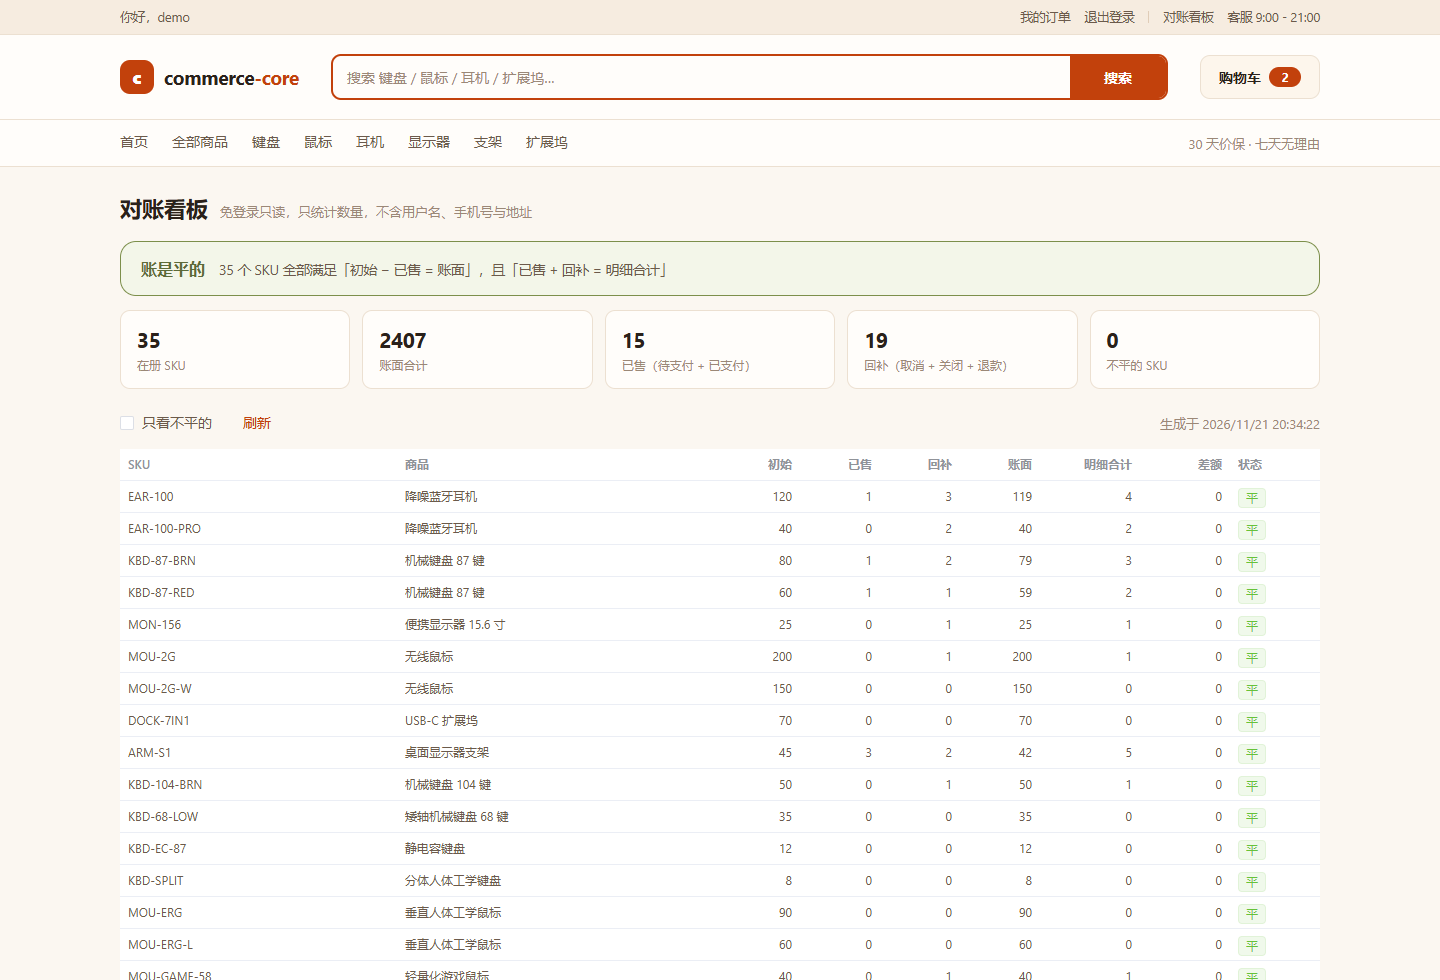 你好，demo
我的订单 退出登录 对账看板 客服 9:00 - 21:00
c commerce-core 搜索 键盘 / 鼠标 / 耳机 / 扩展坞... 搜索 购物车 2
首页 全部商品 键盘 鼠标 耳机 显示器 支架 扩展坞 30 天价保 · 七天无理由
对账看板 免登录只读，只统计数量，不含用户名、手机号与地址
账是平的 35 个 SKU 全部满足「初始 − 已售 = 账面」，且「已售 + 回补 = 明细合计」
35 2407 15 19 0
在册 SKU 账面合计 已售（待支付 + 已支付） 回补（取消 + 关闭 + 退款） 不平的 SKU
只看不平的 刷新 生成于 2026/11/21 20:34:22
SKU 商品 初始 已售 回补 账面 明细合计 差额 状态
EAR-100 降噪蓝牙耳机 120 1 3 119 4 0 平
EAR-100-PRO 降噪蓝牙耳机 40 0 2 40 2 0 平
KBD-87-BRN 机械键盘 87 键 80 1 2 79 3 0 平
KBD-87-RED 机械键盘 87 键 60 1 1 59 2 0 平
MON-156 便携显示器 15.6 寸 25 0 1 25 1 0 平
MOU-2G 无线鼠标 200 0 1 200 1 0 平
MOU-2G-W 无线鼠标 150 0 0 150 0 0 平
DOCK-7IN1 USB-C 扩展坞 70 0 0 70 0 0 平
ARM-S1 桌面显示器支架 45 3 2 42 5 0 平
KBD-104-BRN 机械键盘 104 键 50 0 1 50 1 0 平
KBD-68-LOW 矮轴机械键盘 68 键 35 0 0 35 0 0 平
KBD-EC-87 静电容键盘 12 0 0 12 0 0 平
KBD-SPLIT 分体人体工学键盘 8 0 0 8 0 0 平
MOU-ERG 垂直人体工学鼠标 90 0 0 90 0 0 平
MOU-ERG-L 垂直人体工学鼠标 60 0 0 60 0 0 平
MOU-GAME-58 轻量化游戏鼠标 40 0 1 40 1 0 平